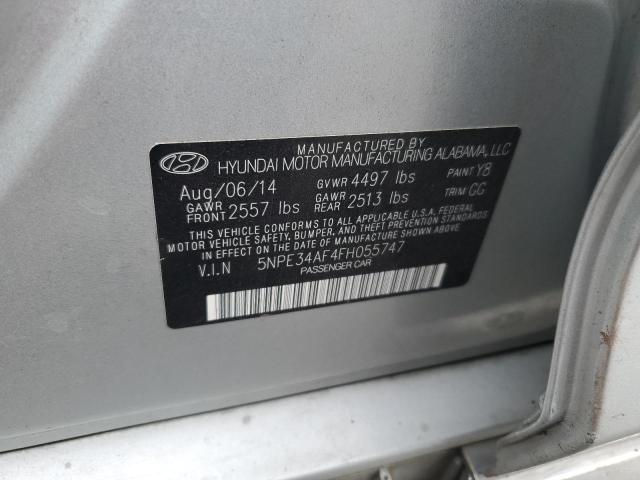 MANUFACTURED BY
HYUNDAI MOTOR MANUFACTURING ALABAMA, LLC
Aug/06/14 GVWR 4497 lbs PAINT Y8
GAWR FRONT 2557 lbs GAWR REAR 2513 lbs TRIM GG
THIS VEHICLE CONFORMS TO ALL APPLICABLE U.S.A. FEDERAL
MOTOR VEHICLE SAFETY, BUMPER, AND THEFT PREVENTION STANDARDS
IN EFFECT ON THE DATE OF MANUFACTURE SHOWN ABOVE.
V.I.N 5NPE34AF4FH055747
PASSENGER CAR